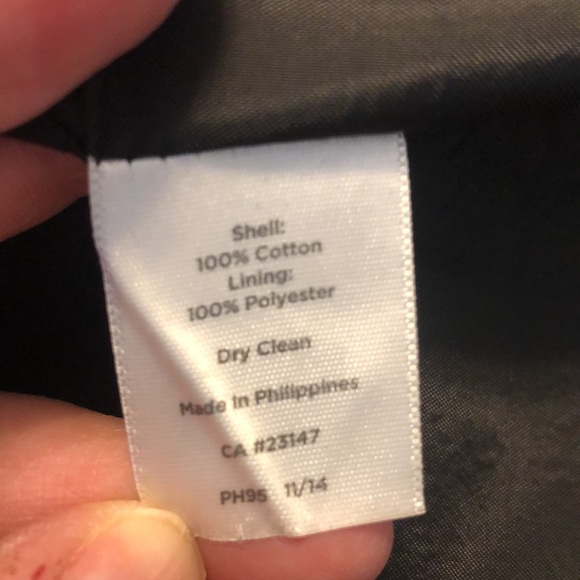 Shell:
100% Cotton
Lining:
100% Polyester
Dry Clean
Made In Philippines
CA #23147
PH95 11/14